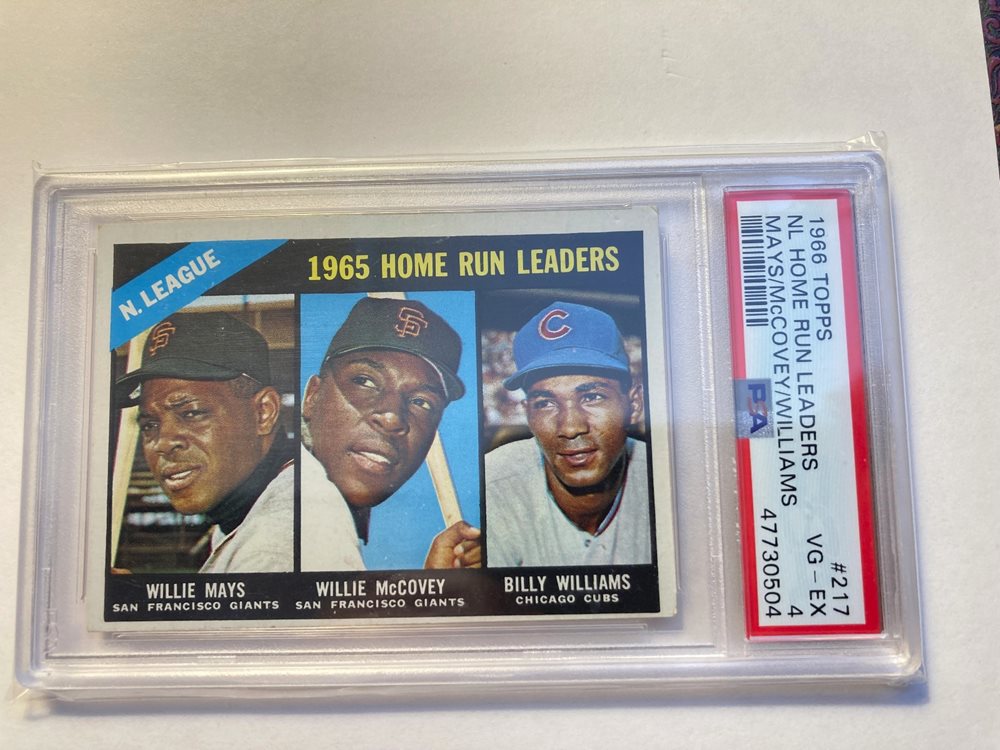 N. LEAGUE
1965 HOME RUN LEADERS
SF
SF
C
WILLIE MAYS
SAN FRANCISCO GIANTS
WILLIE McCOVEY
SAN FRANCISCO GIANTS
BILLY WILLIAMS
CHICAGO CUBS
1966 TOPPS #217
NL HOME RUN LEADERS VG - EX
MAYS/McCOVEY/WILLIAMS 4
PSA 47730504